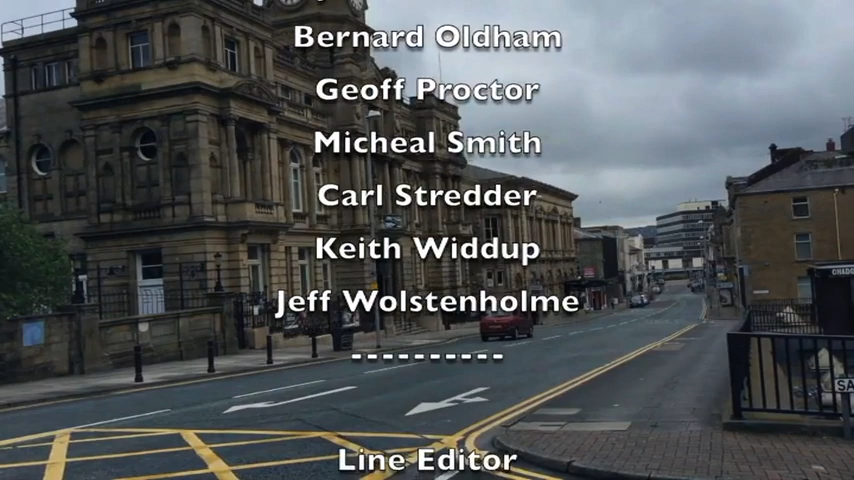 Bernard Oldham
Geoff Proctor
Micheal Smith
Carl Stredder
Keith Widdup
Jeff Wolstenholme
----------
Line Editor